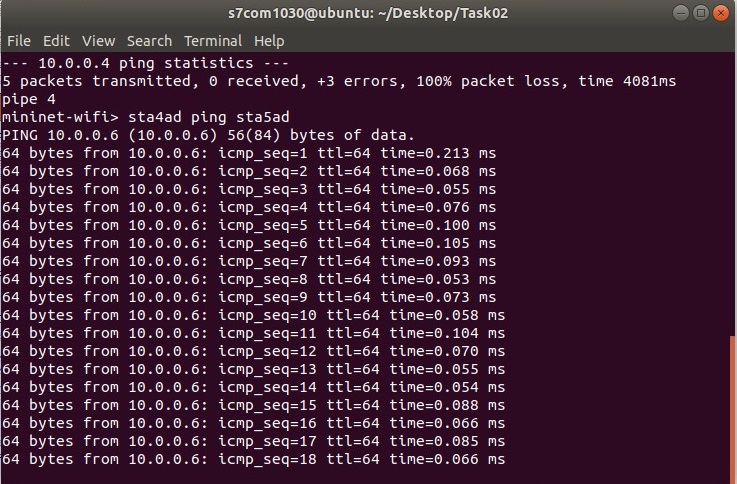 s7com1030@ubuntu: ~/Desktop/Task02
File Edit View Search Terminal Help
--- 10.0.0.4 ping statistics ---
5 packets transmitted, 0 received, +3 errors, 100% packet loss, time 4081ms
pipe 4
mininet-wifi> sta4ad ping sta5ad
PING 10.0.0.6 (10.0.0.6) 56(84) bytes of data.
64 bytes from 10.0.0.6: icmp_seq=1 ttl=64 time=0.213 ms
64 bytes from 10.0.0.6: icmp_seq=2 ttl=64 time=0.068 ms
64 bytes from 10.0.0.6: icmp_seq=3 ttl=64 time=0.055 ms
64 bytes from 10.0.0.6: icmp_seq=4 ttl=64 time=0.076 ms
64 bytes from 10.0.0.6: icmp_seq=5 ttl=64 time=0.100 ms
64 bytes from 10.0.0.6: icmp_seq=6 ttl=64 time=0.105 ms
64 bytes from 10.0.0.6: icmp_seq=7 ttl=64 time=0.093 ms
64 bytes from 10.0.0.6: icmp_seq=8 ttl=64 time=0.053 ms
64 bytes from 10.0.0.6: icmp_seq=9 ttl=64 time=0.073 ms
64 bytes from 10.0.0.6: icmp_seq=10 ttl=64 time=0.058 ms
64 bytes from 10.0.0.6: icmp_seq=11 ttl=64 time=0.104 ms
64 bytes from 10.0.0.6: icmp_seq=12 ttl=64 time=0.070 ms
64 bytes from 10.0.0.6: icmp_seq=13 ttl=64 time=0.055 ms
64 bytes from 10.0.0.6: icmp_seq=14 ttl=64 time=0.054 ms
64 bytes from 10.0.0.6: icmp_seq=15 ttl=64 time=0.088 ms
64 bytes from 10.0.0.6: icmp_seq=16 ttl=64 time=0.066 ms
64 bytes from 10.0.0.6: icmp_seq=17 ttl=64 time=0.085 ms
64 bytes from 10.0.0.6: icmp_seq=18 ttl=64 time=0.066 ms